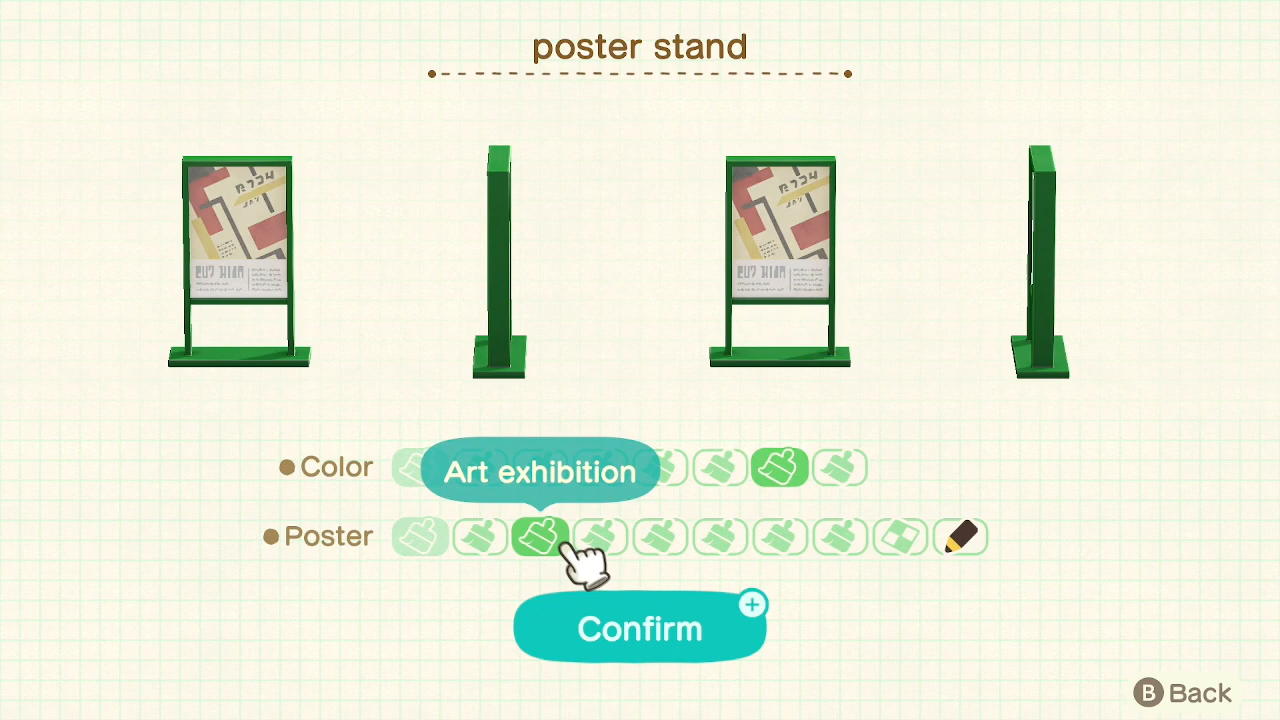 poster stand
Color
Art exhibition
Poster
Confirm
B Back